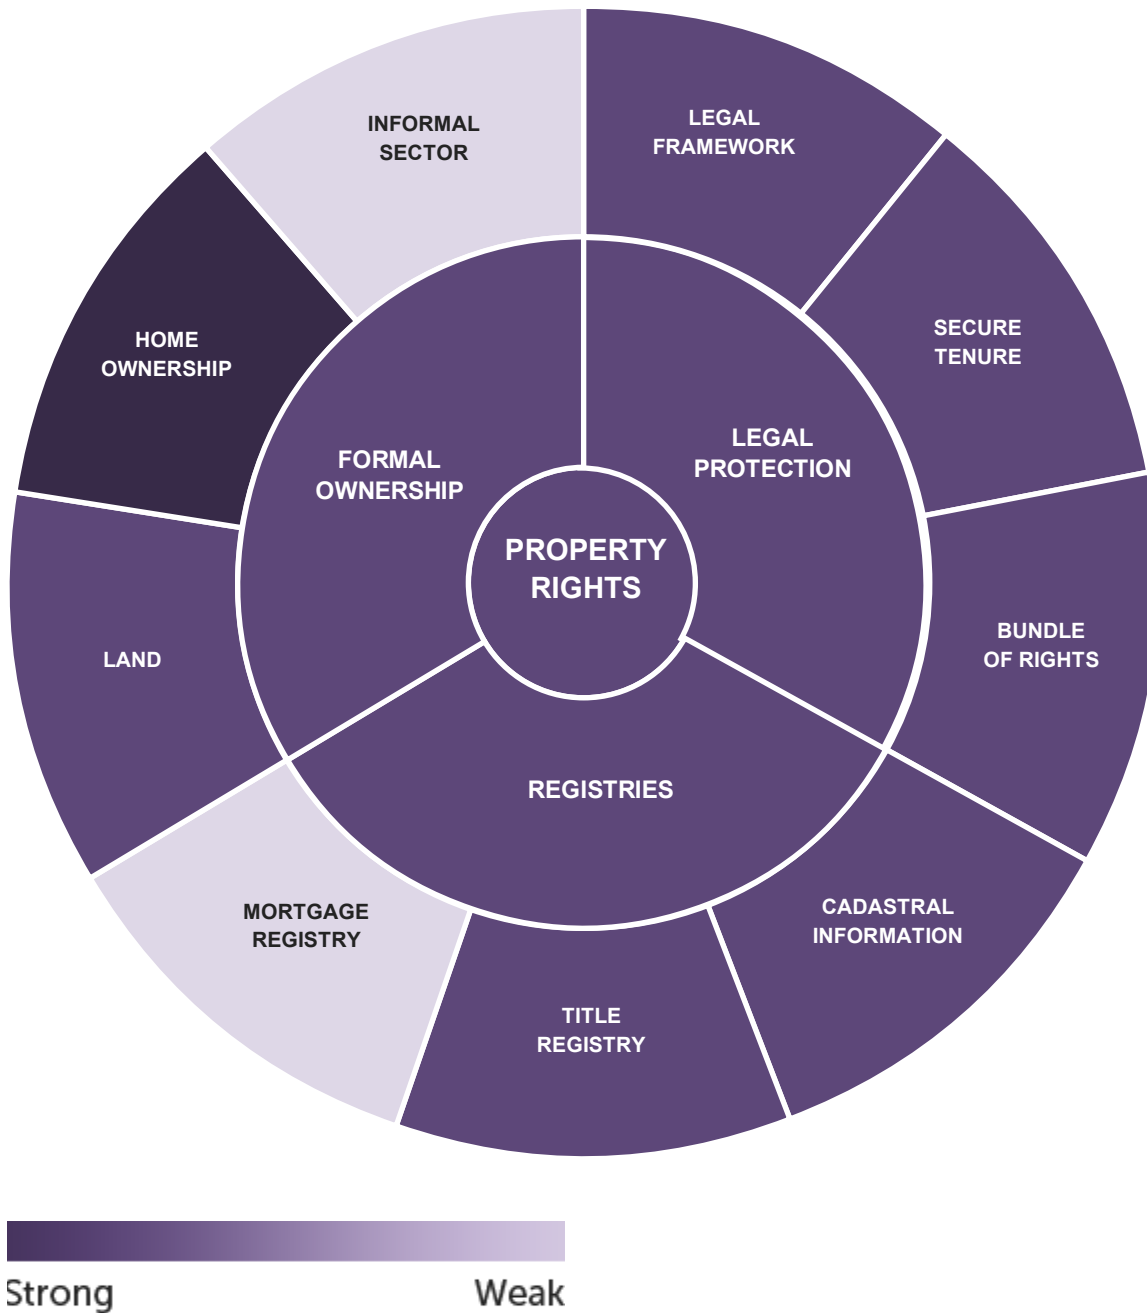 INFORMAL
SECTOR
LEGAL
FRAMEWORK
HOME
OWNERSHIP
SECURE
TENURE
FORMAL
OWNERSHIP
LEGAL
PROTECTION
PROPERTY
RIGHTS
LAND
BUNDLE
OF RIGHTS
REGISTRIES
MORTGAGE
REGISTRY
CADASTRAL
INFORMATION
TITLE
REGISTRY
Strong
Weak